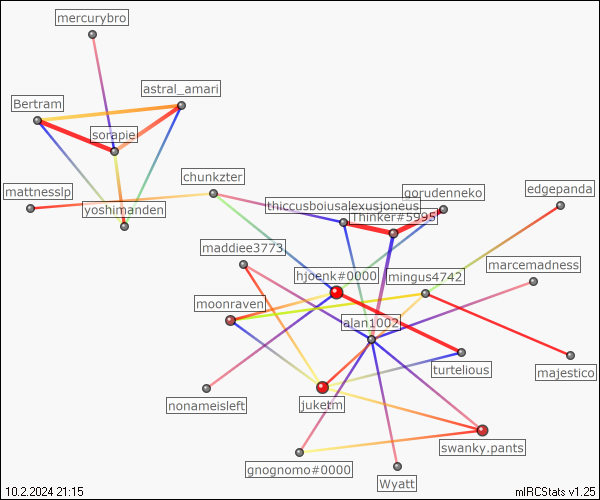 mercurybro
astral_amari
Bertram
sorapie
chunkzter
mattnesslp
yoshimanden
gorudenneko
edgepanda
thiccusboiusalexusjoneus
Thinker#5995
maddiee3773
hjoenk#0000
mingus4742
marcemadness
moonraven
alan1002
turtelious
majestico
nonameisleft
juketm
swanky.pants
gnognomo#0000
Wyatt
10.2.2024 21:15
mIRCStats v1.25